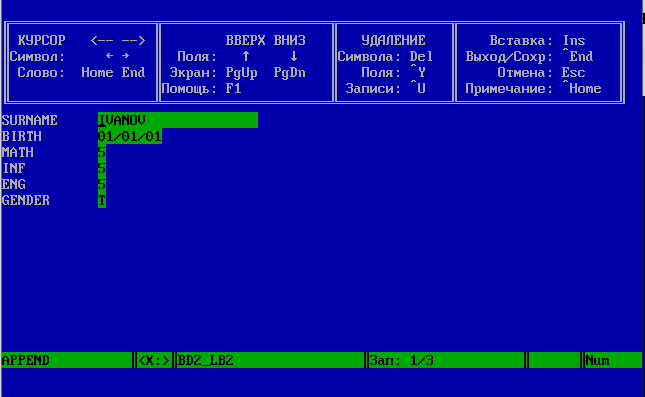 КУРСОР <-- --> ВВЕРХ ВНИЗ УДАЛЕНИЕ Вставка: Ins
Символ: ← → Поля: ↑ ↓ Символа: Del Выход/Сохр: ^End
Слово: Home End Экран: PgUp PgDn Поля: ^Y Отмена: Esc
Помощь: F1 Записи: ^U Примечание: ^Home
SURNAME IVANOV
BIRTH 01/01/01
MATH 5
INF 5
ENG 5
GENDER T
APPEND <X:> BD2_LB2 Зап: 1/3 Num